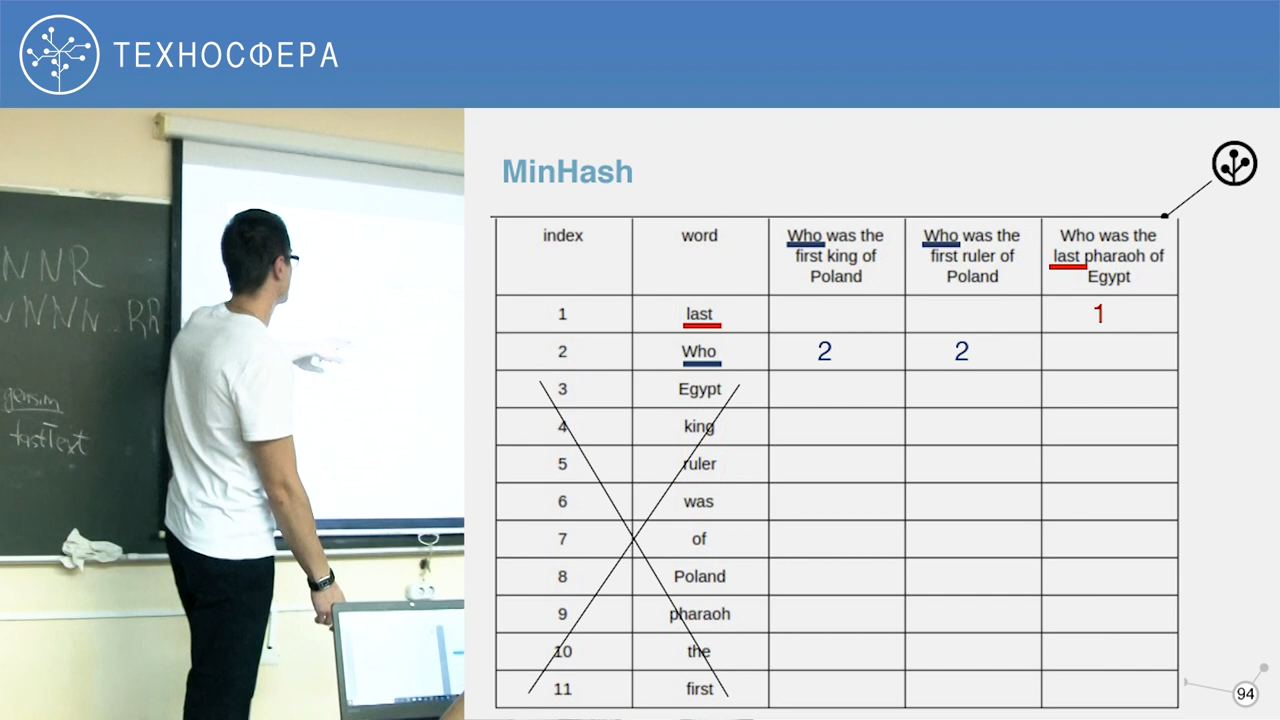 ТЕХНОСФЕРА
NNR
NNNN.. RR
gensim
fastText
MinHash
index word Who was the first king of Poland Who was the first ruler of Poland Who was the last pharaoh of Egypt
1 last 1
2 Who 2 2
3 Egypt
4 king
5 ruler
6 was
7 of
8 Poland
9 pharaoh
10 the
11 first
94